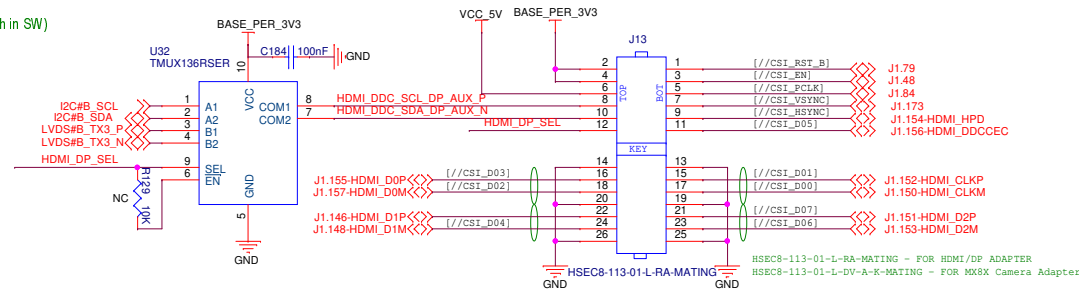 h in SW)
BASE_PER_3V3
VCC_5V BASE_PER_3V3
U32
TMUX136RSER
C184 100nF
GND
J13
10
VCC
1 A1
2 A2
3 B1
4 B2
9 SEL
6 EN
GND
5
COM1 8
COM2 7
I2C#B_SCL
I2C#B_SDA
LVDS#B_TX3_P
LVDS#B_TX3_N
HDMI_DP_SEL
R129
10K
NC
GND
HDMI_DDC_SCL_DP_AUX_P
HDMI_DDC_SDA_DP_AUX_N
HDMI_DP_SEL
2
4
6
8
10
12
TOP
BOT
KEY
1 [//CSI_RST_B] J1.79
3 [//CSI_EN] J1.48
5 [//CSI_PCLK] J1.84
7 [//CSI_VSYNC] J1.173
9 [//CSI_HSYNC] J1.154-HDMI_HPD
11 [//CSI_D05] J1.156-HDMI_DDCCEC
14
J1.155-HDMI_D0P [//CSI_D03] 16
J1.157-HDMI_D0M [//CSI_D02] 18
20
J1.146-HDMI_D1P 22
J1.148-HDMI_D1M [//CSI_D04] 24
26
13
15 [//CSI_D01] J1.152-HDMI_CLKP
17 [//CSI_D00] J1.150-HDMI_CLKM
19
21 [//CSI_D07] J1.151-HDMI_D2P
23 [//CSI_D06] J1.153-HDMI_D2M
25
GND
HSEC8-113-01-L-RA-MATING
GND
HSEC8-113-01-L-RA-MATING - FOR HDMI/DP ADAPTER
HSEC8-113-01-L-DV-A-K-MATING - FOR MX8X Camera Adapter